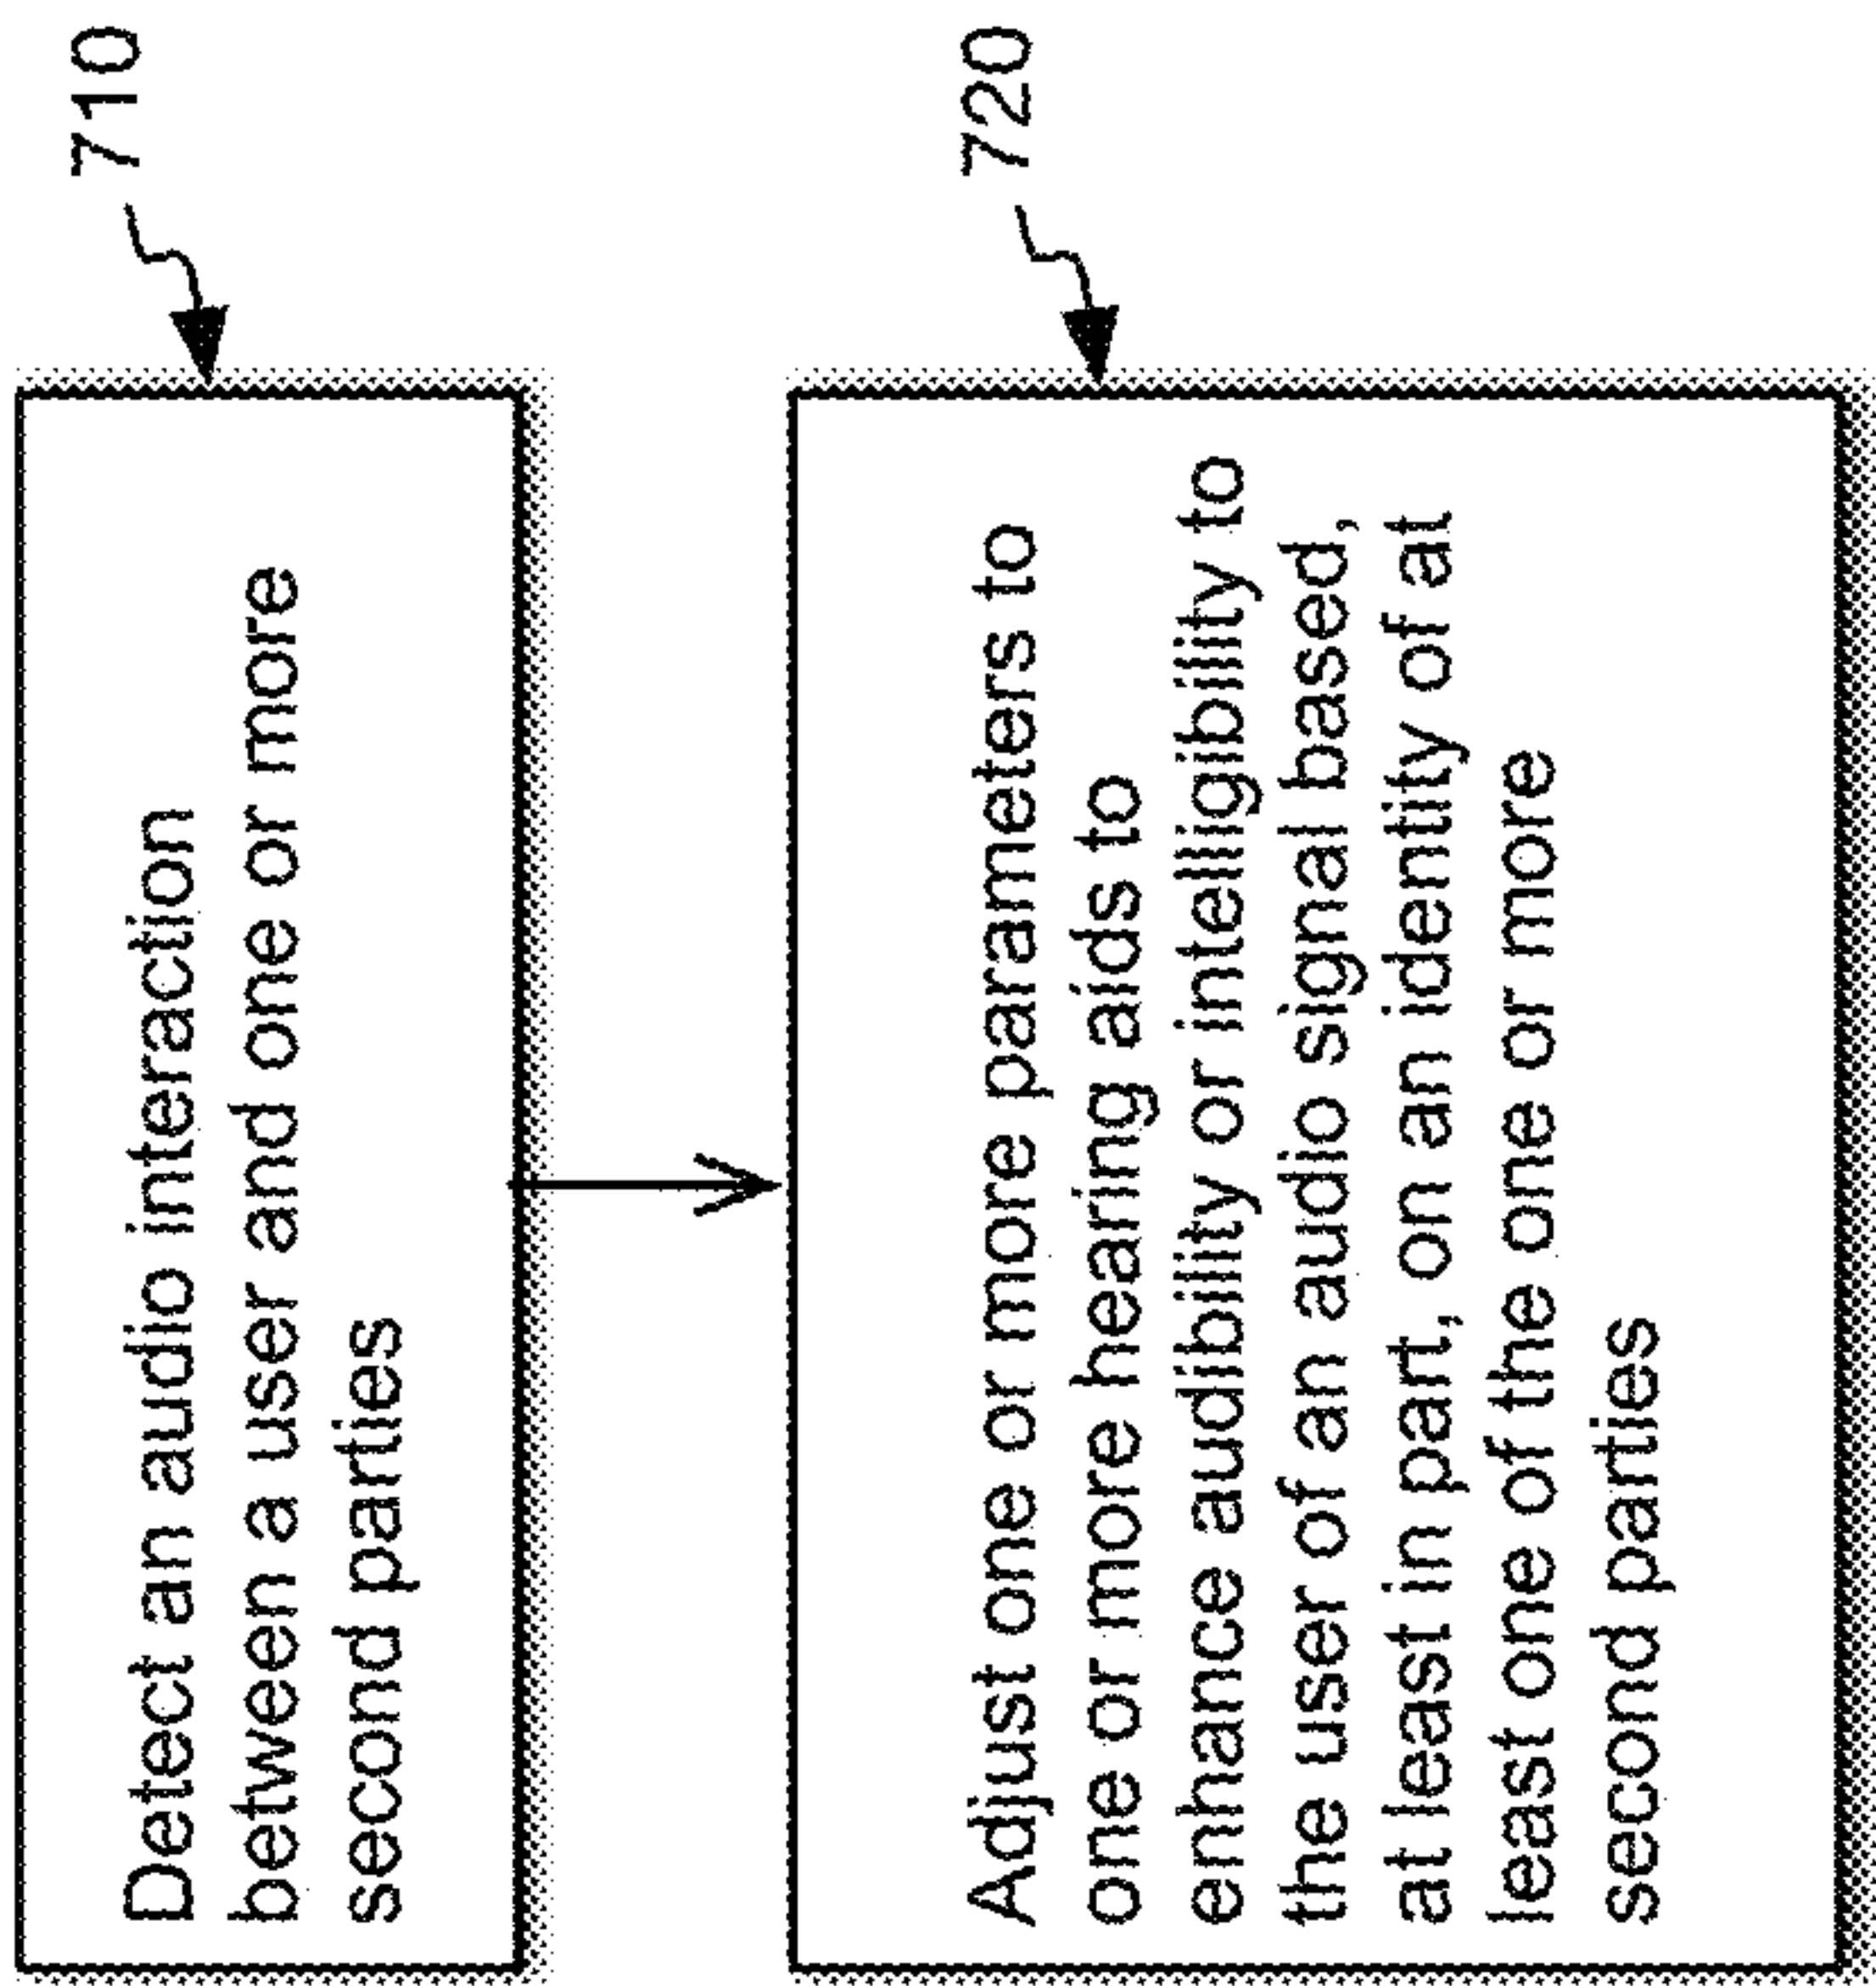 Detect an audio interaction
between a user and one or more
second parties
710
Adjust one or more parameters to
one or more hearing aids to
enhance audibility or intelligibility to
the user of an audio signal based,
at least in part, on an identity of at
least one of the one or more
second parties
720